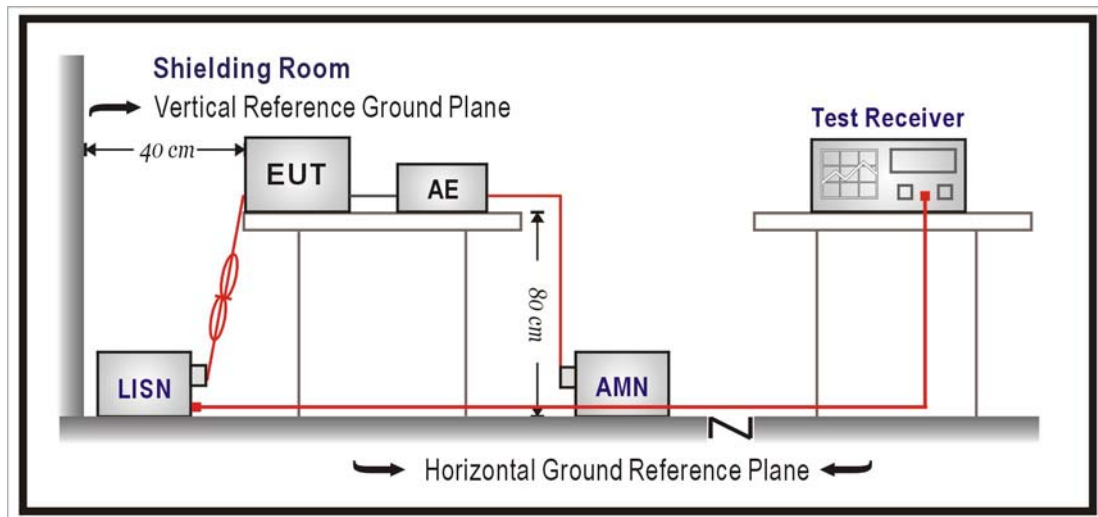 Shielding Room
Vertical Reference Ground Plane
Test Receiver
40 cm
EUT
AE
80 cm
LISN
AMN
Horizontal Ground Reference Plane